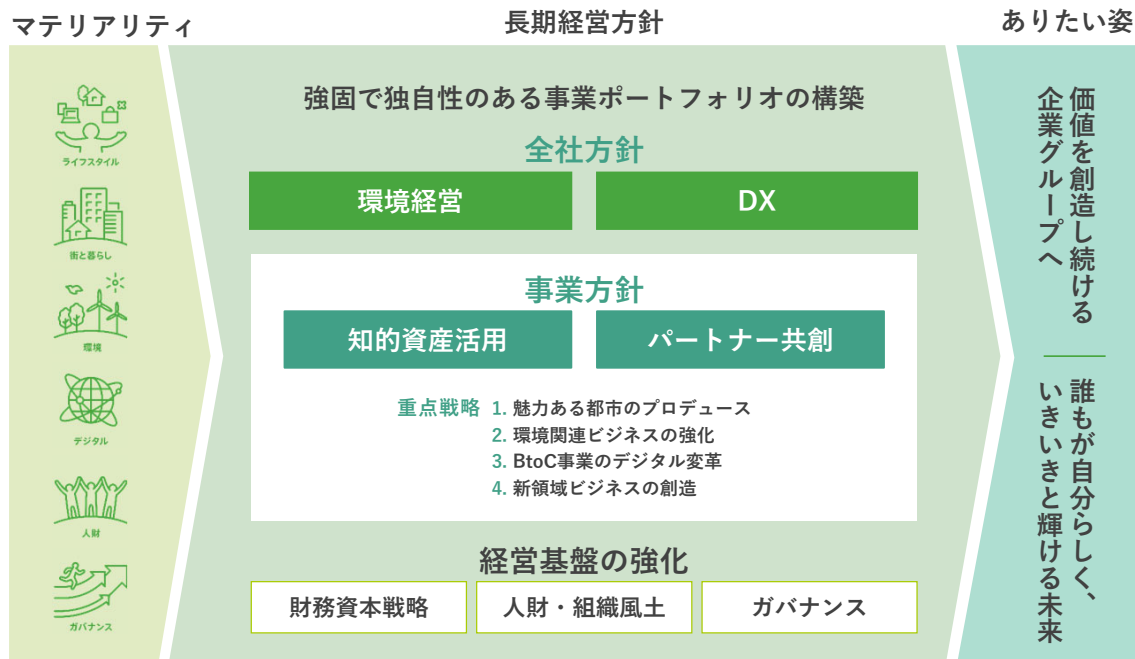 マテリアリティ
ライフスタイル
街と暮らし
環境
デジタル
人財
ガバナンス
長期経営方針
強固で独自性のある事業ポートフォリオの構築
全社方針
環境経営
DX
事業方針
知的資産活用
パートナー共創
重点戦略
1. 魅力ある都市のプロデュース
2. 環境関連ビジネスの強化
3. BtoC事業のデジタル変革
4. 新領域ビジネスの創造
経営基盤の強化
財務資本戦略
人財・組織風土
ガバナンス
ありたい姿
価値を創造し続ける
企業グループへ
誰もが自分らしく、
いきいきと輝ける未来